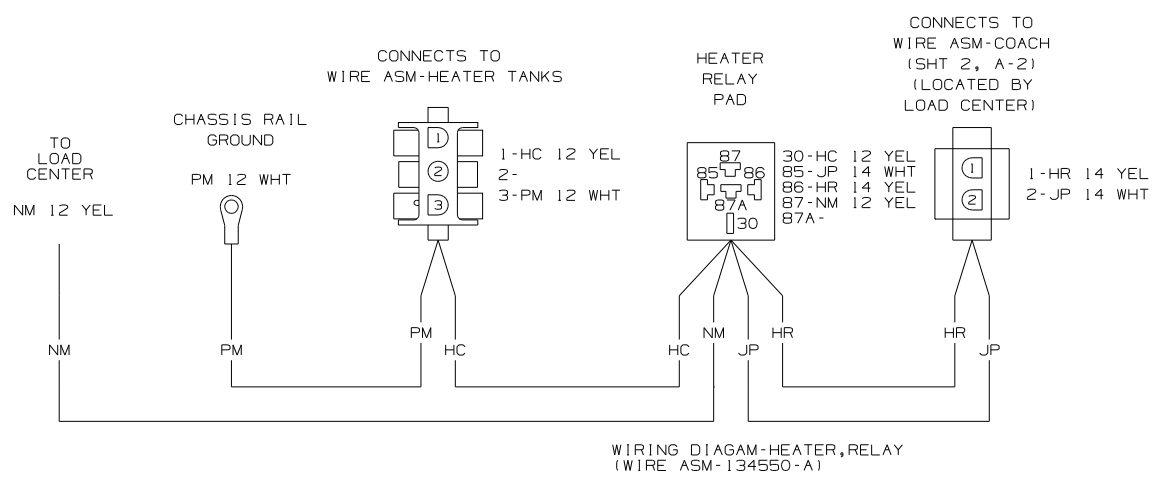 CONNECTS TO
WIRE ASM-COACH
(SHT 2, A-2)
(LOCATED BY
LOAD CENTER)
CONNECTS TO
WIRE ASM-HEATER TANKS
HEATER
RELAY
PAD
CHASSIS RAIL
GROUND
PM 12 WHT
TO
LOAD
CENTER
NM 12 YEL
1
2
3
1-HC 12 YEL
2-
3-PM 12 WHT
87
85
86
87A
30
30-HC 12 YEL
85-JP 14 WHT
86-HR 14 YEL
87-NM 12 YEL
87A-
1
2
1-HR 14 YEL
2-JP 14 WHT
NM
PM
PM
HC
HC
NM
JP
HR
HR
JP
WIRING DIAGAM-HEATER,RELAY
(WIRE ASM-134550-A)